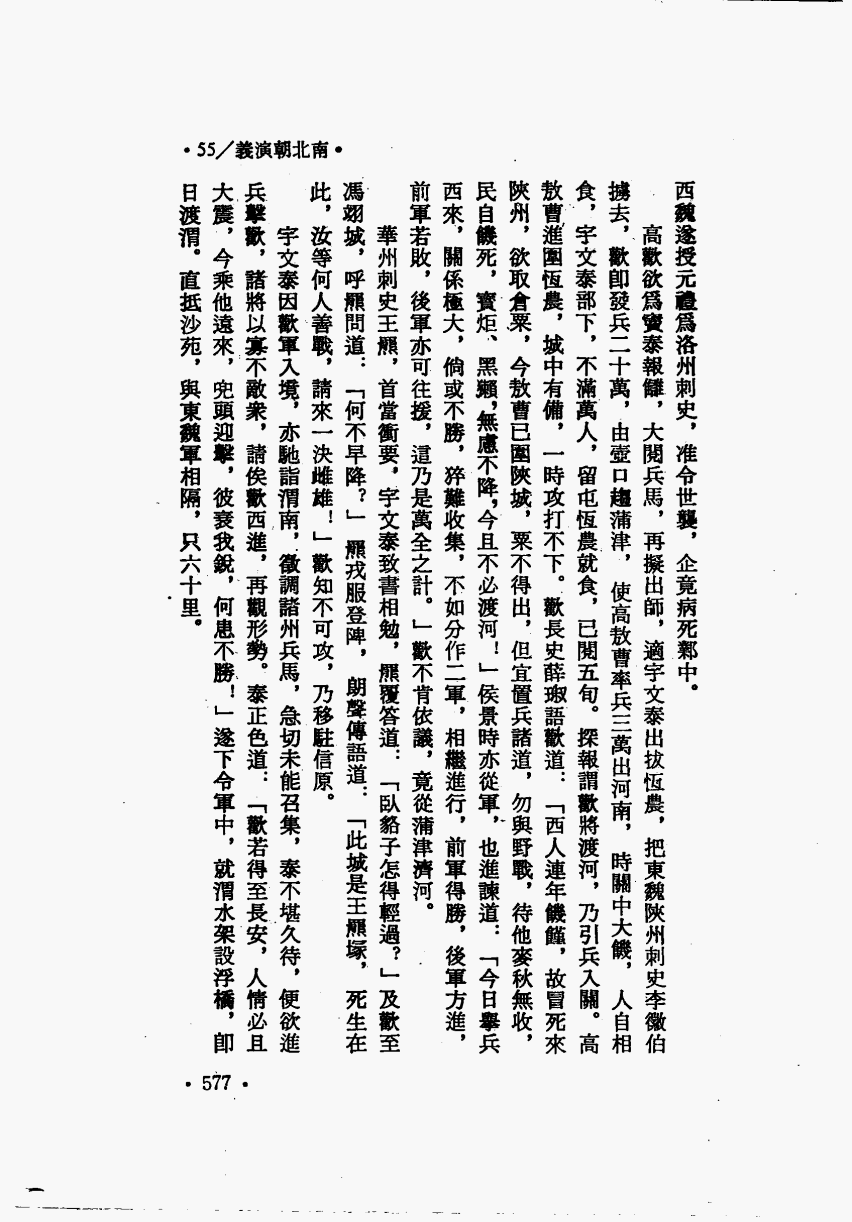 •南北朝演義/55•
西魏遂授元禮爲洛州刺史，准令世襲，企竟病死鄴中。
高歡欲爲竇泰報讎，大閱兵馬，再擬出師，適宇文泰出拔恆農，把東魏陝州刺史李徽伯
擄去，歡卽發兵二十萬，由壺口趨蒲津，使高敖曹率兵三萬出河南，時關中大饑，人自相
食，宇文泰部下，不滿萬人，留屯恆農就食，已閱五旬。探報謂歡將渡河，乃引兵入關。高
敖曹進圍恆農，城中有備，一時攻打不下。歡長史薛琡語歡道：「西人連年饑饉，故冒死來
陝州，欲取倉粟，今敖曹已圍陝城，粟不得出，但宜置兵諸道，勿與野戰，待他麥秋無收，
民自饑死，寶炬、黑獺，無慮不降，今且不必渡河！」侯景時亦從軍，也進諫道：「今日舉兵
西來，關係極大，倘或不勝，猝難收集，不如分作二軍，相繼進行，前軍得勝，後軍方進，
前軍若敗，後軍亦可往援，這乃是萬全之計。」歡不肯依議，竟從蒲津濟河。
華州刺史王羆，首當衝要，宇文泰致書相勉，羆覆答道：「臥貉子怎得輕過？」及歡至
馮翊城，呼羆問道：「何不早降？」羆戎服登陴，朗聲傳語道：「此城是王羆塚，死生在
此，汝等何人善戰，請來一決雌雄！」歡知不可攻，乃移駐信原。
宇文泰因歡軍入境，亦馳詣渭南，徵調諸州兵馬，急切未能召集，泰不堪久待，便欲進
兵擊歡，諸將以寡不敵衆，請俟歡西進，再觀形勢。泰正色道：「歡若得至長安，人情必且
大震，今乘他遠來，兜頭迎擊，彼衰我銳，何患不勝！」遂下令軍中，就渭水架設浮橋，卽
日渡渭。直抵沙苑，與東魏軍相隔，只六十里。
•577•